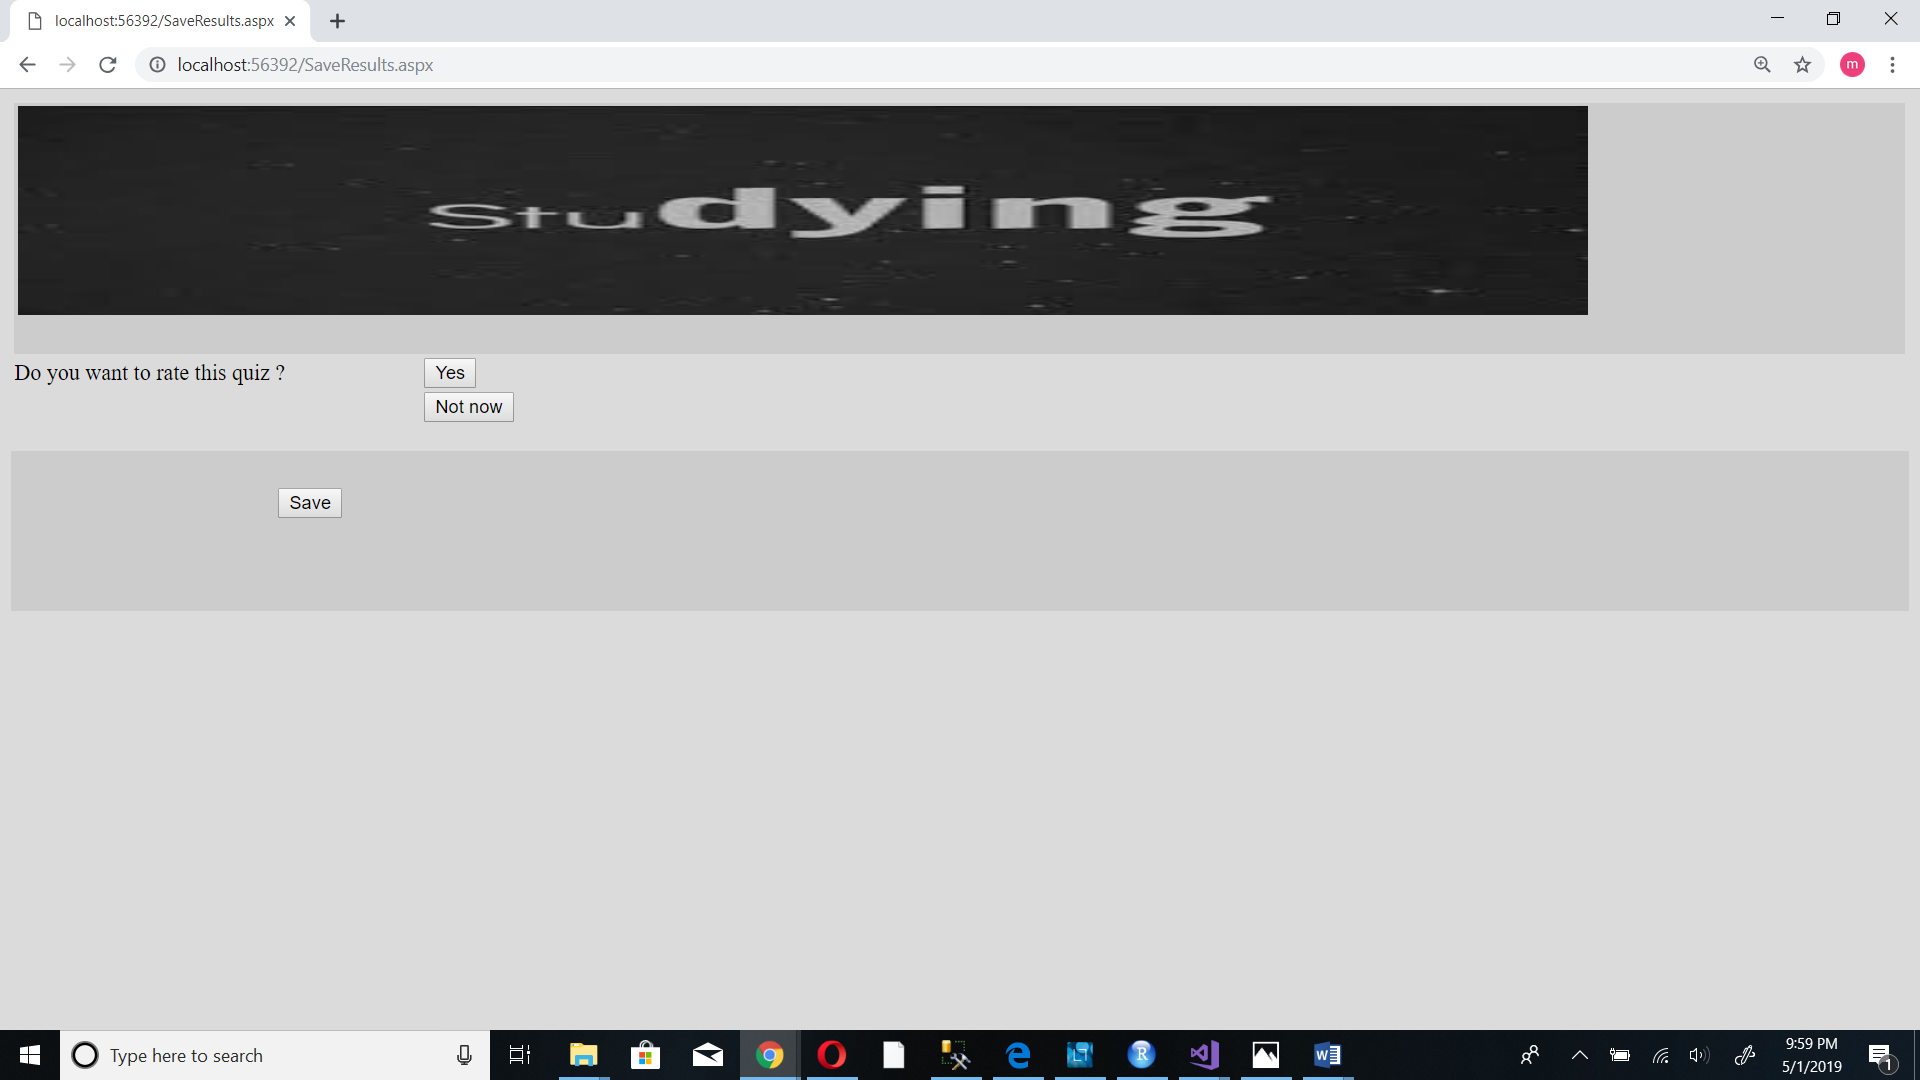 localhost:56392/SaveResults.aspx
localhost:56392/SaveResults.aspx
m
Studying
Do you want to rate this quiz ?
Yes
Not now
Save
Type here to search
9:59 PM
5/1/2019
1